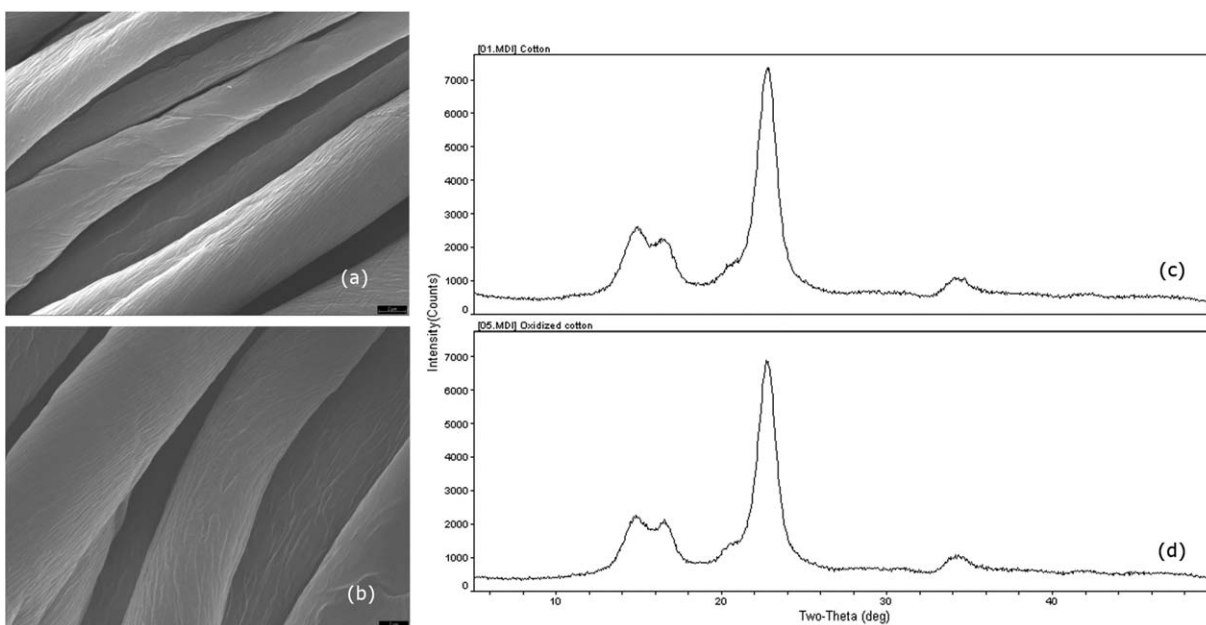 (a)
(b)
[01.MDI] Cotton
7000
6000
5000
4000
3000
2000
1000
0
(c)
Intensity(Counts)
[05.MDI] Oxidized cotton
7000
6000
5000
4000
3000
2000
1000
0
(d)
10 20 30 40
Two-Theta (deg)